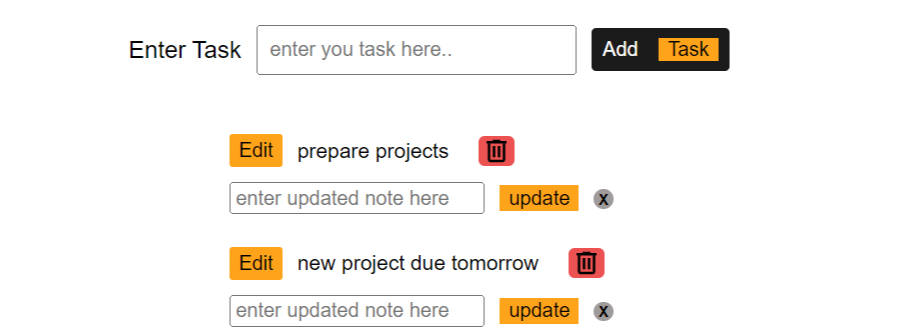 Enter Task enter you task here.. Add Task
Edit prepare projects
enter updated note here update x
Edit new project due tomorrow
enter updated note here update x